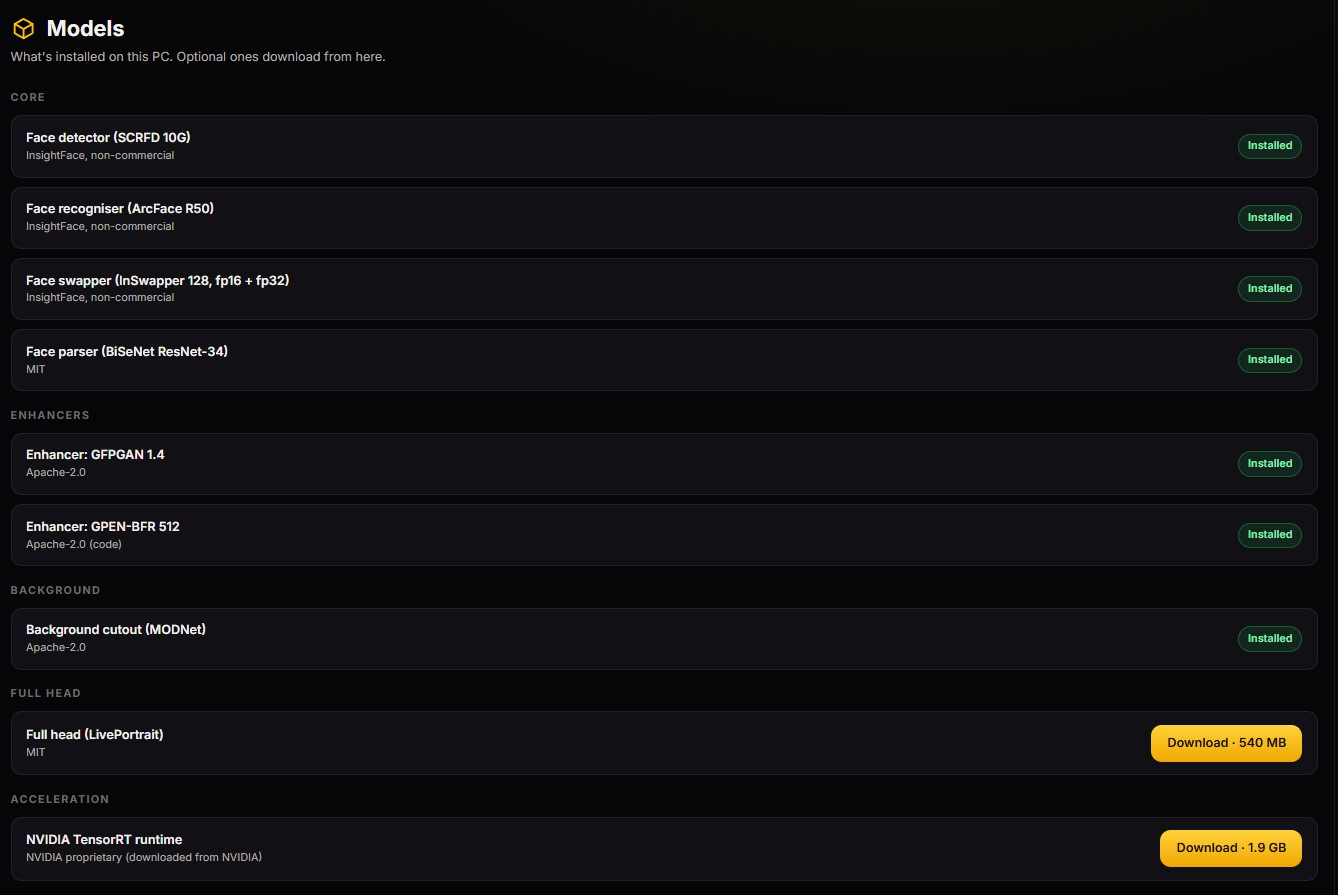 Models
What's installed on this PC. Optional ones download from here.
CORE
Face detector (SCRFD 10G)
InsightFace, non-commercial
Installed
Face recogniser (ArcFace R50)
InsightFace, non-commercial
Installed
Face swapper (InSwapper 128, fp16 + fp32)
InsightFace, non-commercial
Installed
Face parser (BiSeNet ResNet-34)
MIT
Installed
ENHANCERS
Enhancer: GFPGAN 1.4
Apache-2.0
Installed
Enhancer: GPEN-BFR 512
Apache-2.0 (code)
Installed
BACKGROUND
Background cutout (MODNet)
Apache-2.0
Installed
FULL HEAD
Full head (LivePortrait)
MIT
Download · 540 MB
ACCELERATION
NVIDIA TensorRT runtime
NVIDIA proprietary (downloaded from NVIDIA)
Download · 1.9 GB